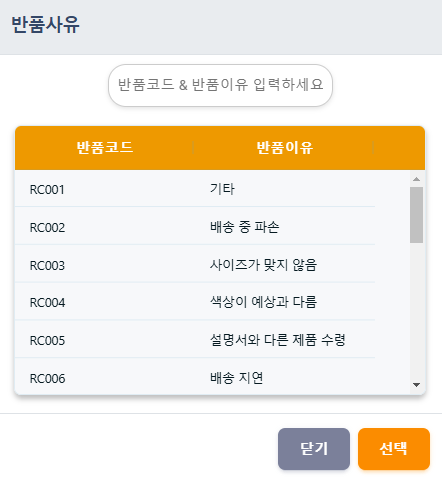 반품사유
반품코드 & 반품이유 입력하세요
반품코드 반품이유
RC001 기타
RC002 배송 중 파손
RC003 사이즈가 맞지 않음
RC004 색상이 예상과 다름
RC005 설명서와 다른 제품 수령
RC006 배송 지연
닫기 선택